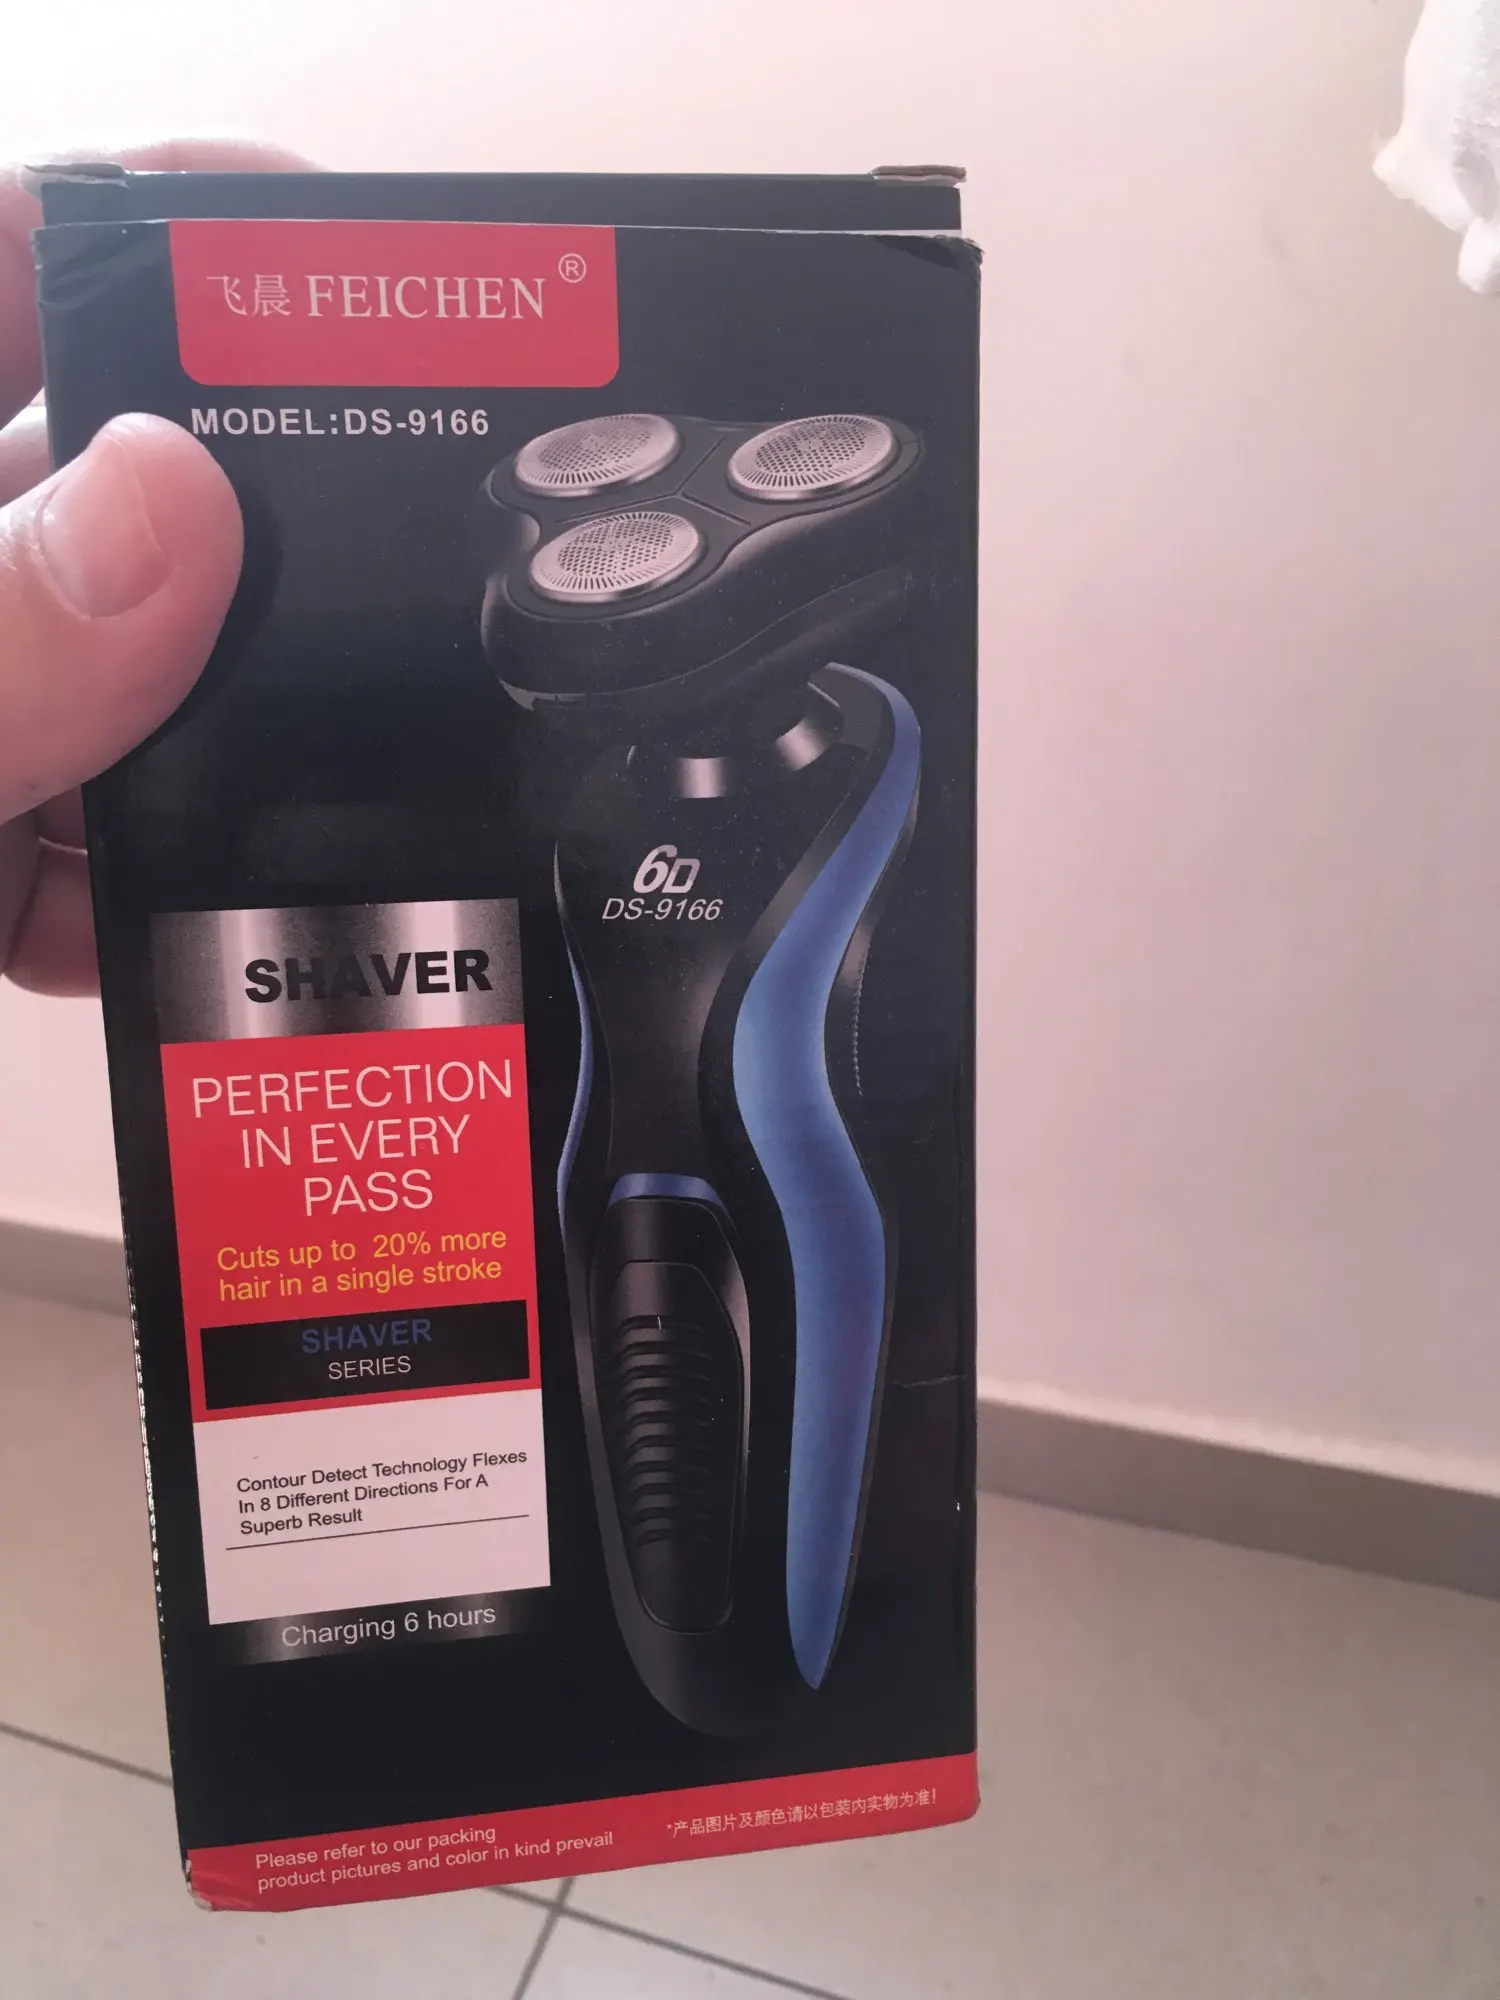 飞晨 FEICHEN ®
MODEL:DS-9166
6D
DS-9166
SHAVER
PERFECTION
IN EVERY
PASS
Cuts up to 20% more
hair in a single stroke
SHAVER
SERIES
Contour Detect Technology Flexes
In 8 Different Directions For A
Superb Result
Charging 6 hours
Please refer to our packing
product pictures and color in kind prevail
*产品图片及颜色请以包装内实物为准!